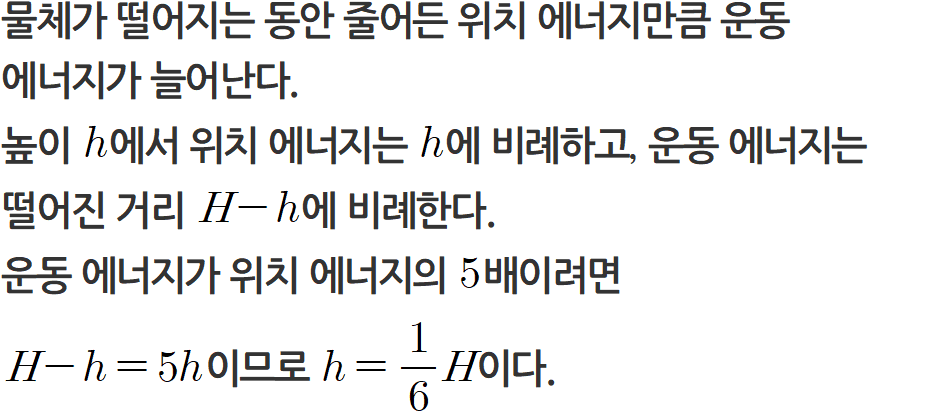 물체가 떨어지는 동안 줄어든 위치 에너지만큼 운동
에너지가 늘어난다.
높이 h에서 위치 에너지는 h에 비례하고, 운동 에너지는
떨어진 거리 H-h에 비례한다.
운동 에너지가 위치 에너지의 5배이려면
H-h=5h이므로 h=\frac{1}{6}H이다.